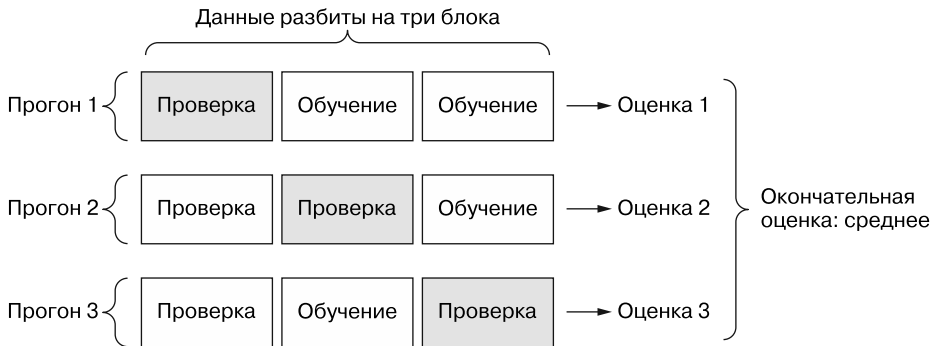 Данные разбиты на три блока
Прогон 1 Проверка Обучение Обучение Оценка 1
Прогон 2 Проверка Проверка Обучение Оценка 2
Окончательная
оценка: среднее
Прогон 3 Проверка Обучение Проверка Оценка 3